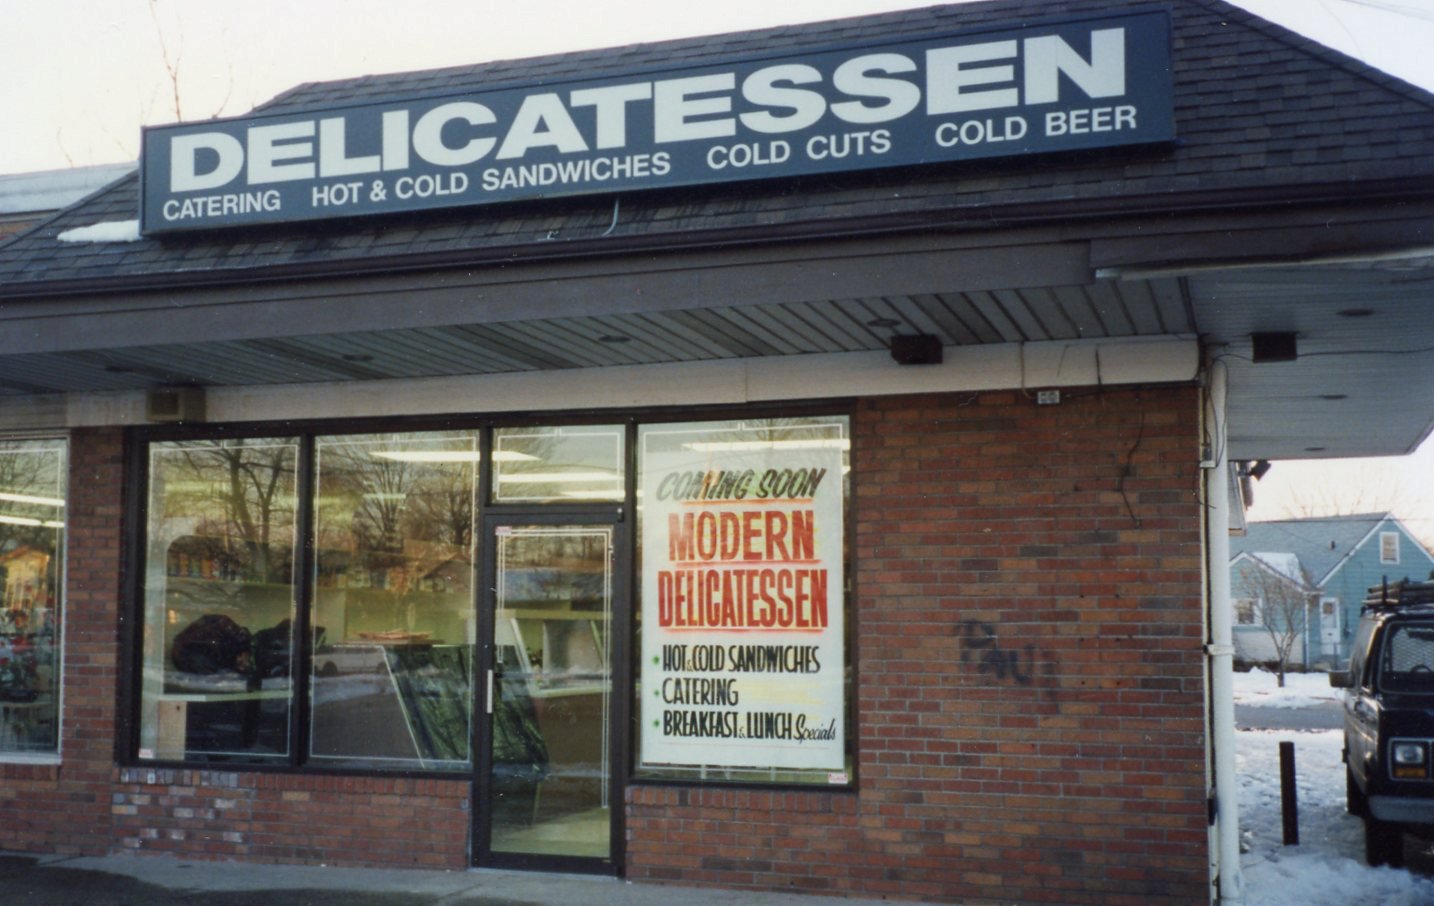 DELICATESSEN
CATERING HOT & COLD SANDWICHES COLD CUTS COLD BEER
COMING SOON
MODERN
DELICATESSEN
HOT & COLD SANDWICHES
CATERING
BREAKFAST & LUNCH Specials